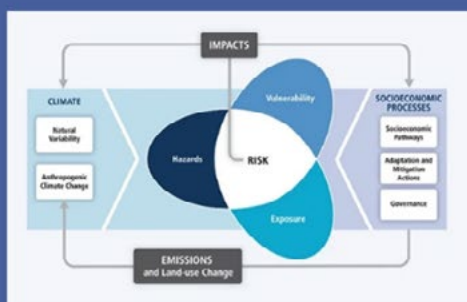 IMPACTS
CLIMATE
Natural
Variability
Anthropogenic
Climate Change
Vulnerability
Hazards
RISK
Exposure
SOCIOECONOMIC
PROCESSES
Socioeconomic
Pathways
Adaptation and
Mitigation
Actions
Governance
EMISSIONS
and Land-use Change